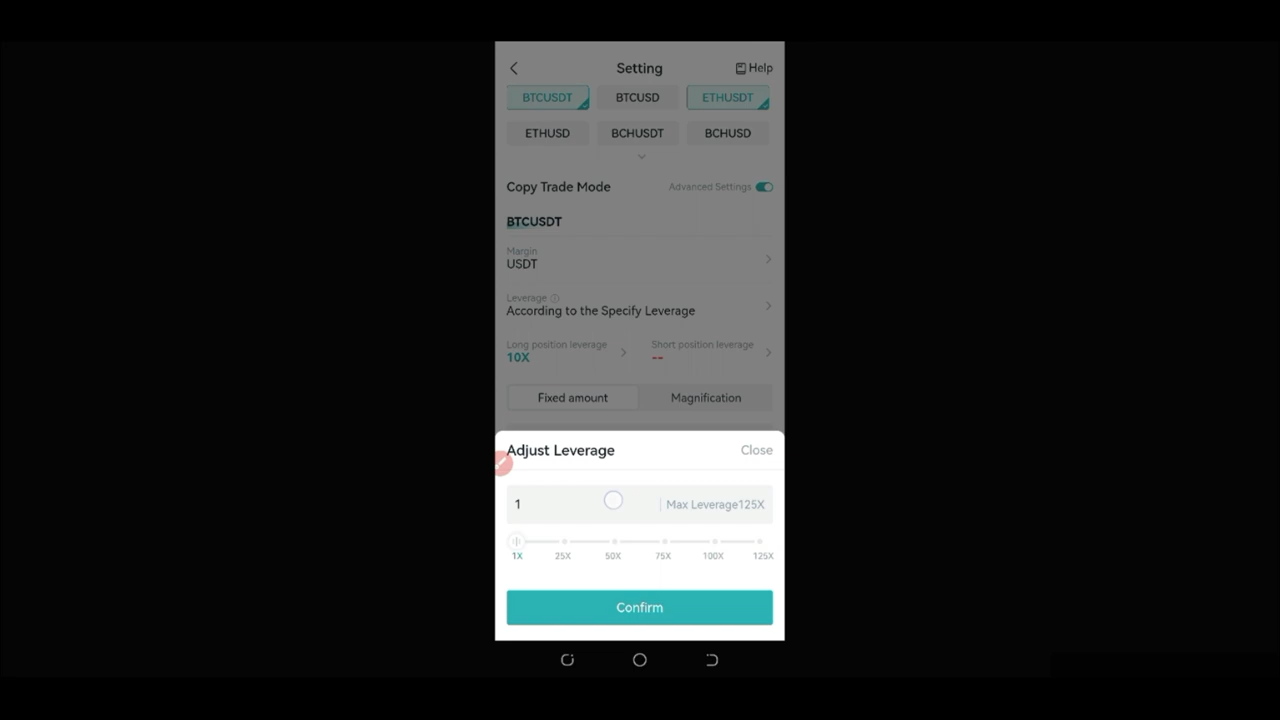 Setting
Help
BTCUSDT BTCUSD ETHUSDT
ETHUSD BCHUSDT BCHUSD
Copy Trade Mode Advanced Settings
BTCUSDT
Margin
USDT
Leverage
According to the Specify Leverage
Long position leverage Short position leverage
10X --
Fixed amount Magnification
Adjust Leverage Close
1 Max Leverage125X
1X 25X 50X 75X 100X 125X
Confirm